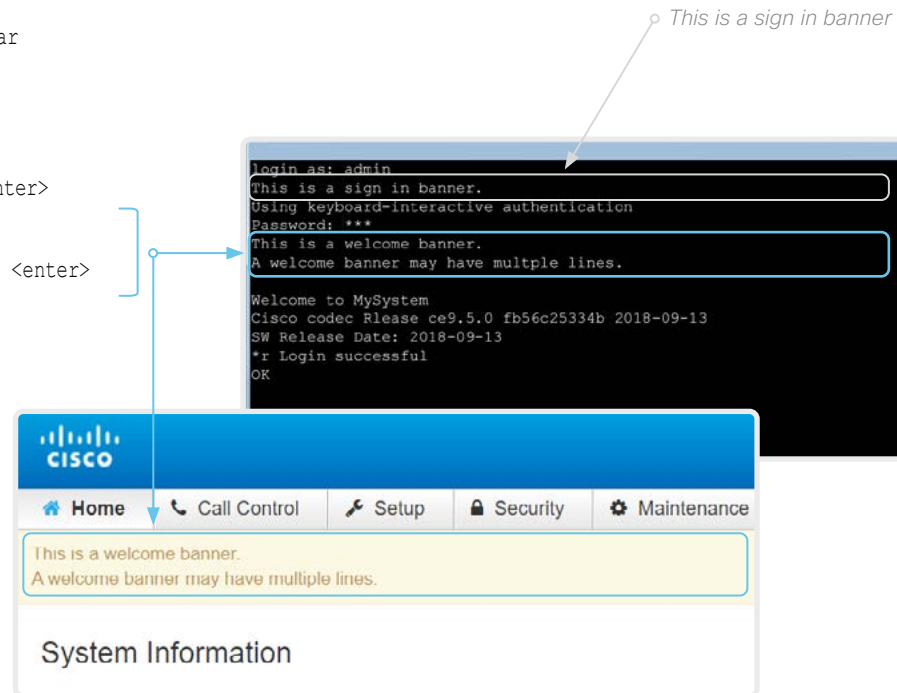 This is a sign in banner
ar
nter>
<enter>
login as: admin
This is a sign in banner.
Using keyboard-interactive authentication
Password: ***
This is a welcome banner.
A welcome banner may have multple lines.
Welcome to MySystem
Cisco codec Rlease ce9.5.0 fb56c25334b 2018-09-13
SW Release Date: 2018-09-13
*r Login successful
OK
CISCO
Home Call Control Setup Security Maintenance
This is a welcome banner.
A welcome banner may have multiple lines.
System Information